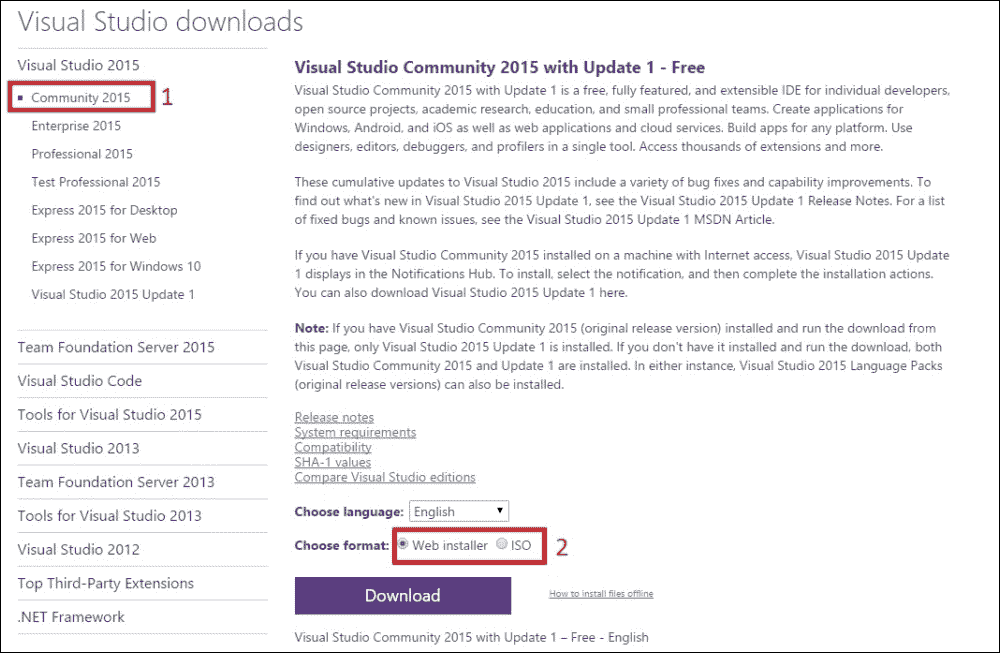 Visual Studio downloads
Visual Studio 2015
Community 2015
1
Enterprise 2015
Professional 2015
Test Professional 2015
Express 2015 for Desktop
Express 2015 for Web
Express 2015 for Windows 10
Visual Studio 2015 Update 1
Team Foundation Server 2015
Visual Studio Code
Tools for Visual Studio 2015
Visual Studio 2013
Team Foundation Server 2013
Tools for Visual Studio 2013
Visual Studio 2012
Top Third-Party Extensions
.NET Framework
Visual Studio Community 2015 with Update 1 - Free
Visual Studio Community 2015 with Update 1 is a free, fully featured, and extensible IDE for individual developers,
open source projects, academic research, education, and small professional teams. Create applications for
Windows, Android, and iOS as well as web applications and cloud services. Build apps for any platform. Use
designers, editors, debuggers, and profilers in a single tool. Access thousands of extensions and more.
These cumulative updates to Visual Studio 2015 include a variety of bug fixes and capability improvements. To
find out what's new in Visual Studio 2015 Update 1, see the Visual Studio 2015 Update 1 Release Notes. For a list
of fixed bugs and known issues, see the Visual Studio 2015 Update 1 MSDN Article.
If you have Visual Studio Community 2015 installed on a machine with Internet access, Visual Studio 2015 Update
1 displays in the Notifications Hub. To install, select the notification, and then complete the installation actions.
You can also download Visual Studio 2015 Update 1 here.
Note: If you have Visual Studio Community 2015 (original release version) installed and run the download from
this page, only Visual Studio 2015 Update 1 is installed. If you don't have it installed and run the download, both
Visual Studio Community 2015 and Update 1 are installed. In either instance, Visual Studio 2015 Language Packs
(original release versions) can also be installed.
Release notes
System requirements
Compatibility
SHA-1 values
Compare Visual Studio editions
Choose language: English
Choose format: Web installer ISO 2
Download
How to install files offline
Visual Studio Community 2015 with Update 1 – Free - English